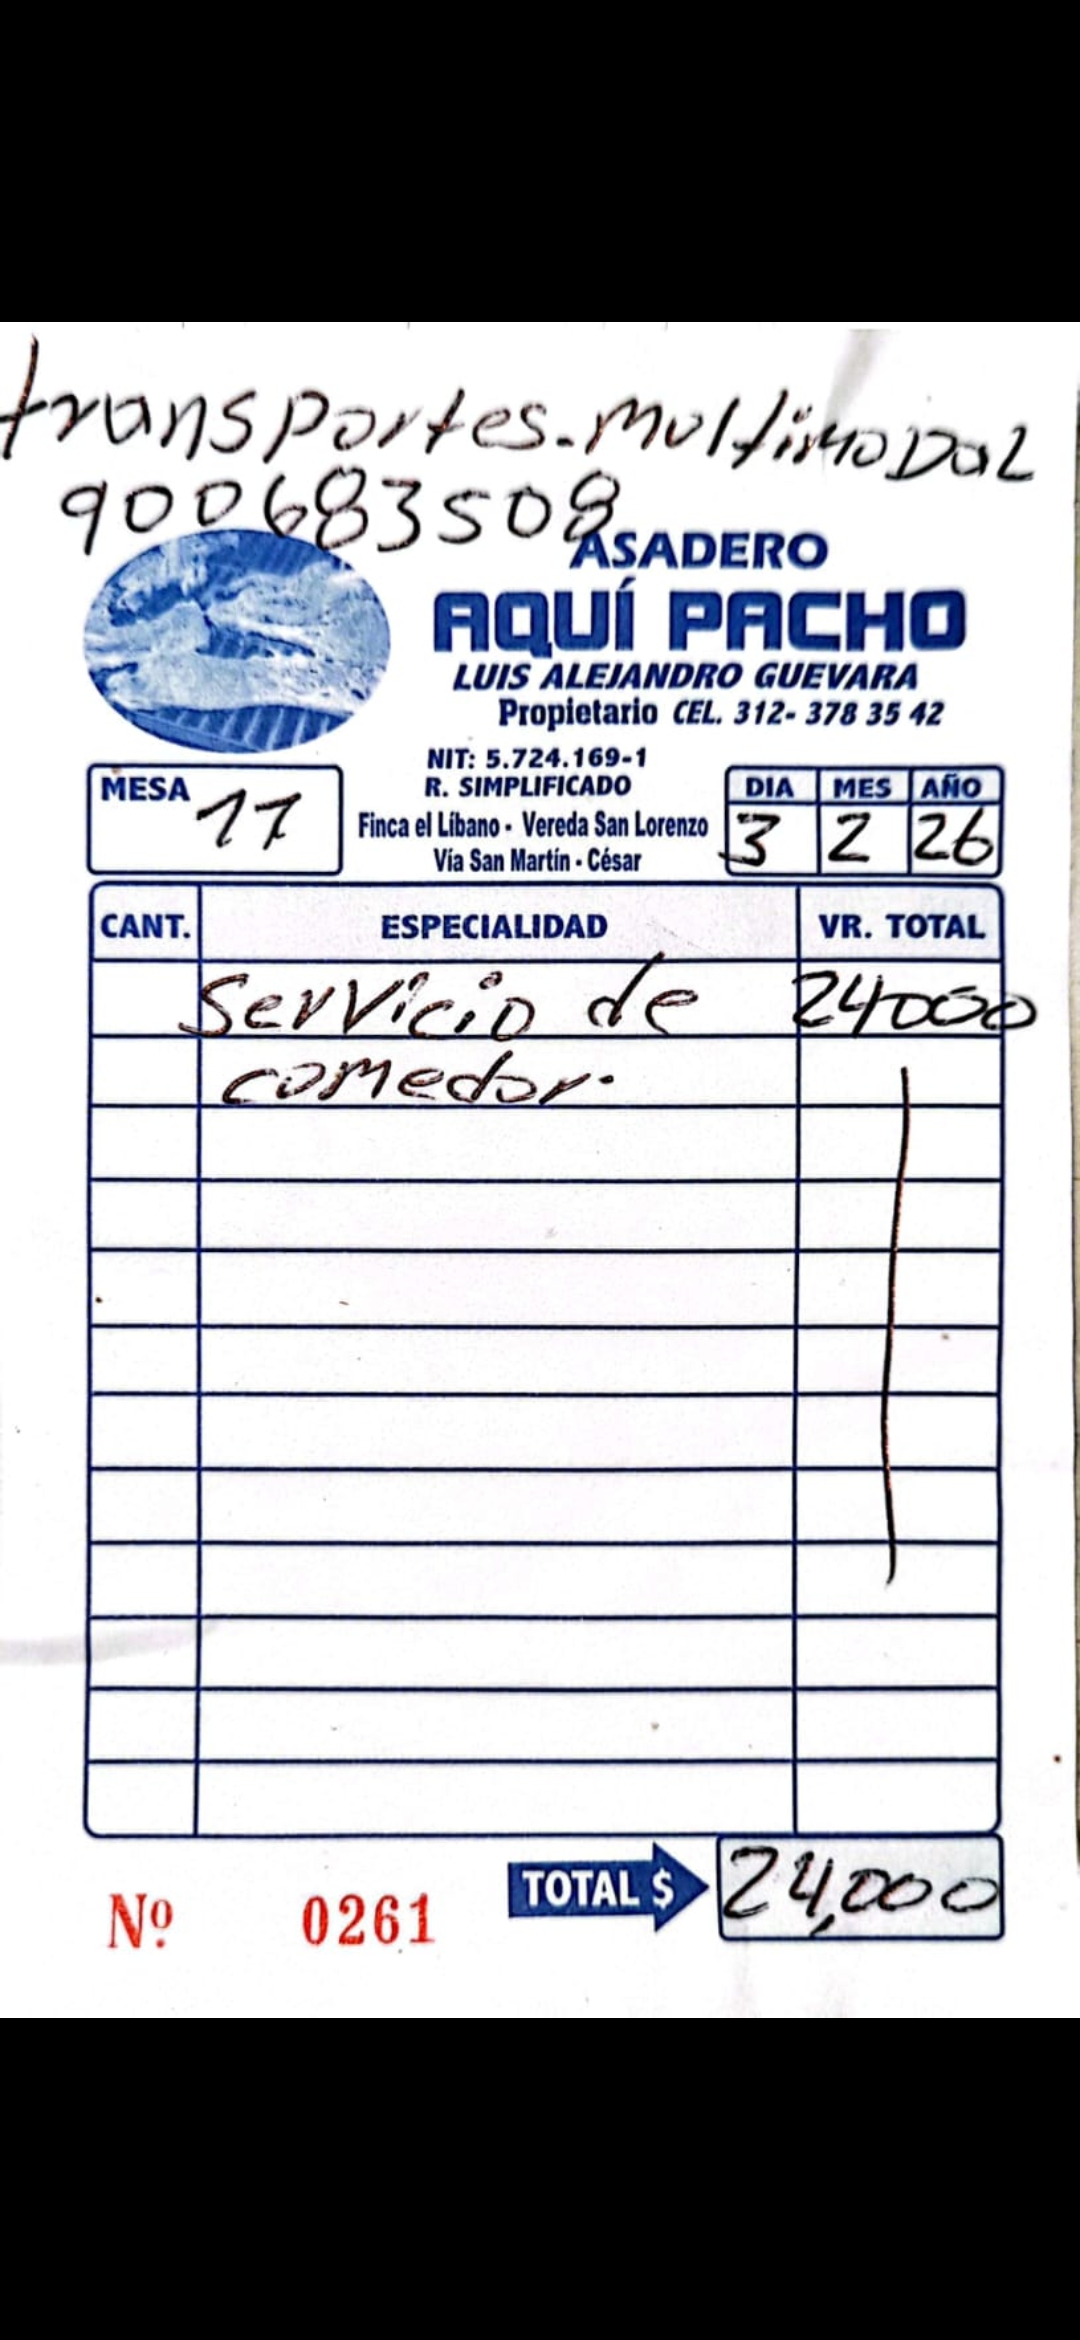 transportes.multimoDal
900683508
ASADERO
AQUÍ PACHO
LUIS ALEJANDRO GUEVARA
Propietario CEL. 312- 378 35 42
NIT: 5.724.169-1
R. SIMPLIFICADO
Finca el Líbano - Vereda San Lorenzo
Vía San Martín - César
MESA 17
DIA MES AÑO
3 2 26
CANT. ESPECIALIDAD VR. TOTAL
Servicio de 24000
comedor.
Nº 0261 TOTAL $ 24,000